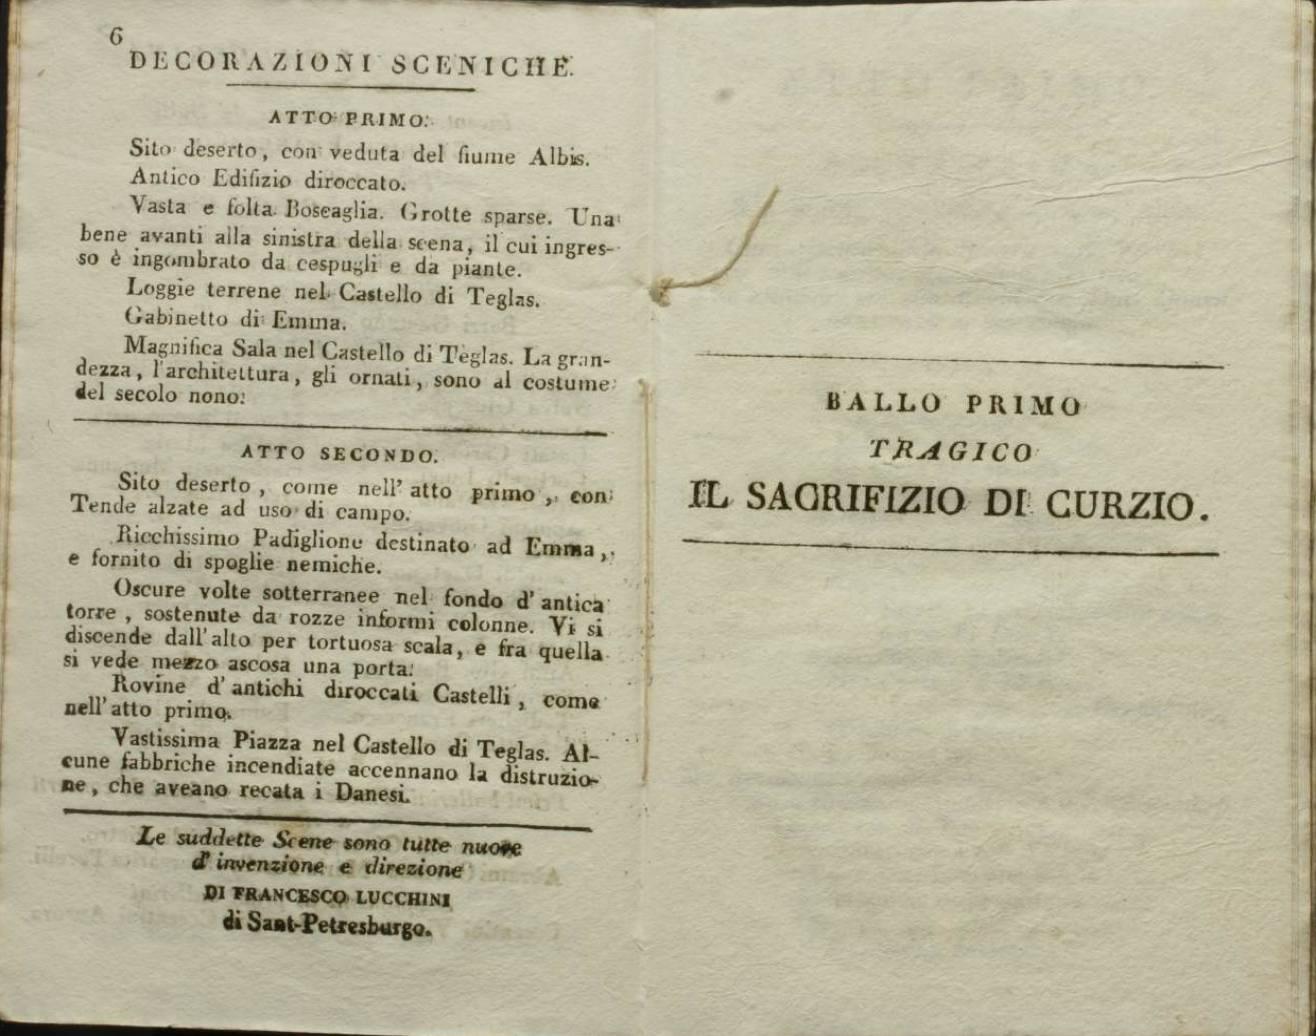 6
DECORAZIONI SCENICHE.
ATTO PRIMO.
Sito deserto, con veduta del fiume Albis.
Antico Edifizio diroccato.
Vasta e folta Boscaglia. Grotte sparse. Una
bene avanti alla sinistra della scena, il cui ingres-
so è ingombrato da cespugli e da piante.
Loggie terrene nel Castello di Teglas.
Gabinetto di Emma.
Magnifica Sala nel Castello di Teglas. La gran-
dezza, l'architettura, gli ornati, sono al costume
del secolo nono.
ATTO SECONDO.
Sito deserto, come nell' atto primo, con
Tende alzate ad uso di campo.
Ricchissimo Padiglione destinato ad Emma,
e fornito di spoglie nemiche.
Oscure volte sotterranee nel fondo d' antica
torre, sostenute da rozze informi colonne. Vi si
discende dall'alto per tortuosa scala, e fra quella
si vede mezzo ascosa una porta.
Rovine d' antichi diroccati Castelli, come
nell'atto primo.
Vastissima Piazza nel Castello di Teglas. Al-
cune fabbriche incendiate accennano la distruzio-
ne, che aveano recata i Danesi.
Le suddette Scene sono tutte nuove
d' invenzione e direzione
DI FRANCESCO LUCCHINI
di Sant-Petresburgo.
BALLO PRIMO
TRAGICO
IL SACRIFIZIO DI CURZIO.